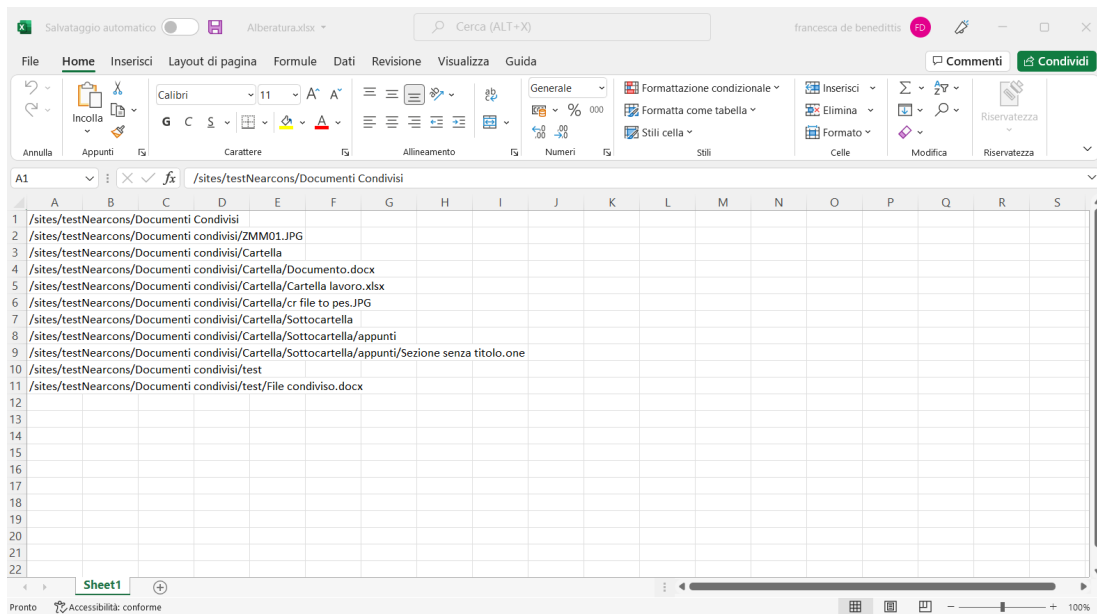 Salvataggio automatico Alberatura.xlsx Cerca (ALT+X) francesca de benedittis FD
File Home Inserisci Layout di pagina Formule Dati Revisione Visualizza Guida Commenti Condividi
Incolla Calibri 11 A^ A ab Generale Formattazione condizionale Inserisci Riservatezza
G C S A % 000 Formatta come tabella Elimina
Stili cella Formato
Annulla Appunti Carattere Allineamento Numeri Stili Celle Modifica Riservatezza
A1 fx /sites/testNearcons/Documenti Condivisi
A B C D E F G H I J K L M N O P Q R S
1 /sites/testNearcons/Documenti Condivisi
2 /sites/testNearcons/Documenti condivisi/ZMM01.JPG
3 /sites/testNearcons/Documenti condivisi/Cartella
4 /sites/testNearcons/Documenti condivisi/Cartella/Documento.docx
5 /sites/testNearcons/Documenti condivisi/Cartella/Cartella lavoro.xlsx
6 /sites/testNearcons/Documenti condivisi/Cartella/cr file to pes.JPG
7 /sites/testNearcons/Documenti condivisi/Cartella/Sottocartella
8 /sites/testNearcons/Documenti condivisi/Cartella/Sottocartella/appunti
9 /sites/testNearcons/Documenti condivisi/Cartella/Sottocartella/appunti/Sezione senza titolo.one
10 /sites/testNearcons/Documenti condivisi/test
11 /sites/testNearcons/Documenti condivisi/test/File condiviso.docx
12
13
14
15
16
17
18
19
20
21
22
Sheet1
Pronto Accessibilità: conforme 100%